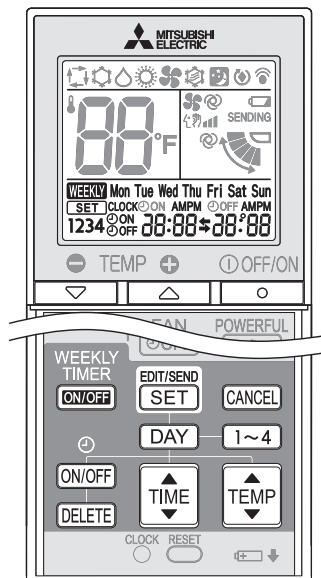 MITSUBISHI
ELECTRIC
88°F
SENDING
WEEKLY Mon Tue Wed Thu Fri Sat Sun
SET CLOCK ON AMPM OFF AMPM
1234 ON OFF 88:88 88:88
TEMP OFF/ON
POWERFUL
WEEKLY
TIMER
EDIT/SEND
ON/OFF SET CANCEL
DAY 1~4
ON/OFF TIME TEMP
DELETE
CLOCK RESET